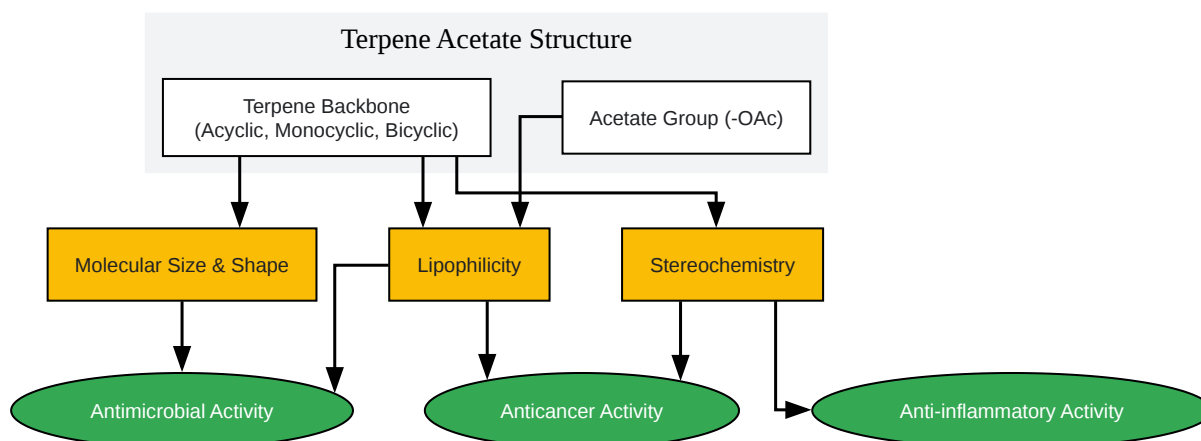 Terpene Acetate Structure
Terpene Backbone
(Acyclic, Monocyclic, Bicyclic)
Acetate Group (-OAc)
Molecular Size & Shape
Lipophilicity
Stereochemistry
Antimicrobial Activity
Anticancer Activity
Anti-inflammatory Activity